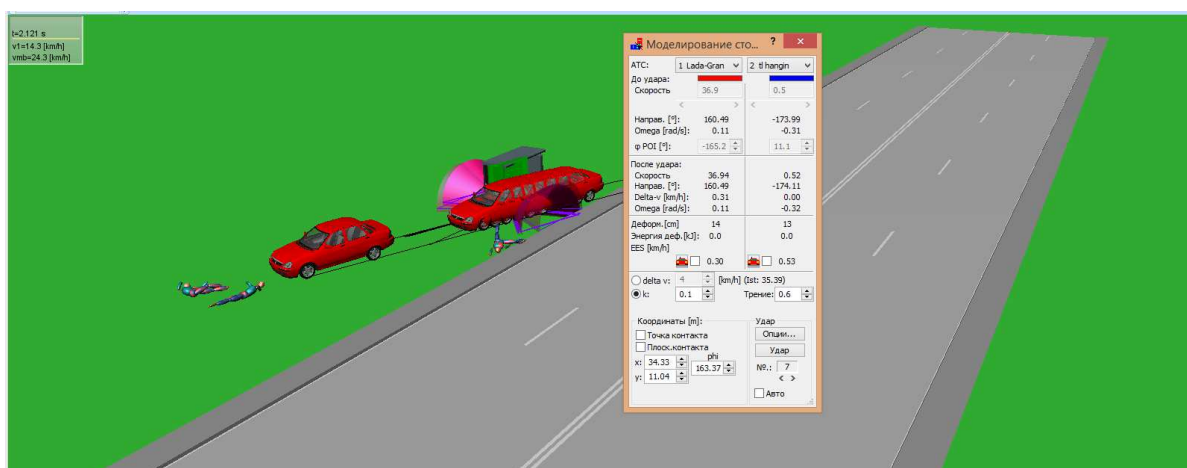 t=2.121 s
v1=14.3 [km/h]
vmb=24.3 [km/h]
Моделирование сто... ? ×
АТС: 1 Lada-Gran 2 tl hangin
До удара:
Скорость 36.9 0.5
< > < >
Направ. [°]: 160.49 -173.99
Omega [rad/s]: 0.11 -0.31
φ POI [°]: -165.2 11.1
После удара:
Скорость 36.94 0.52
Направ. [°]: 160.49 -174.11
Delta-v [km/h]: 0.31 0.00
Omega [rad/s]: 0.11 -0.32
Деформ.[cm] 14 13
Энергия деф.[kJ]: 0.0 0.0
EES [km/h]
0.30 0.53
delta v: 4 [km/h] (Ist: 35.39)
k: 0.1 Трение: 0.6
Координаты [m]: Удар
Точка контакта Опции...
Плоск.контакта Удар
phi
x: 34.33 163.37 №.: 7
y: 11.04 < >
Авто